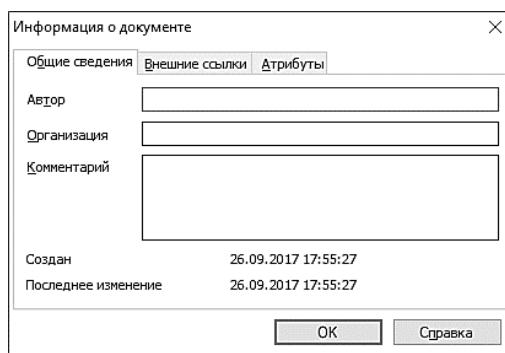 Информация о документе
Общие сведения Внешние ссылки Атрибуты
Автор
Организация
Комментарий
Создан 26.09.2017 17:55:27
Последнее изменение 26.09.2017 17:55:27
OK Справка